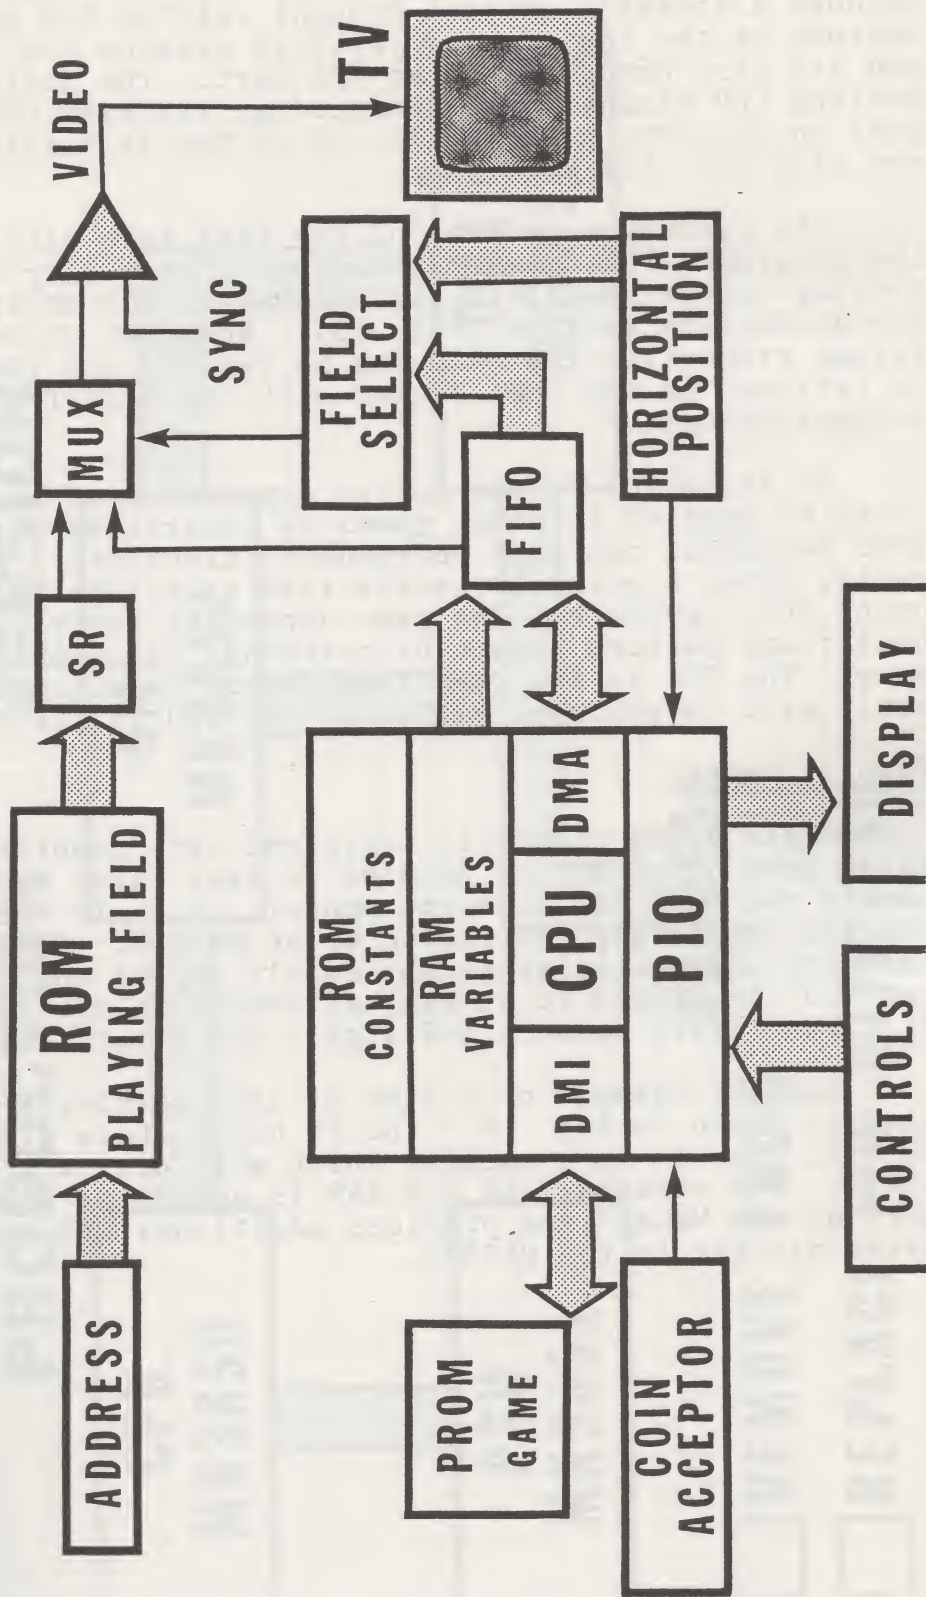 ADDRESS
ROM
PLAYING FIELD
SR
MUX
VIDEO
SYNC
TV
PROM
GAME
ROM
CONSTANTS
RAM
VARIABLES
DMI
CPU
DMA
PIO
FIFO
FIELD
SELECT
COIN
ACCEPTOR
HORIZONTAL
POSITION
CONTROLS
DISPLAY